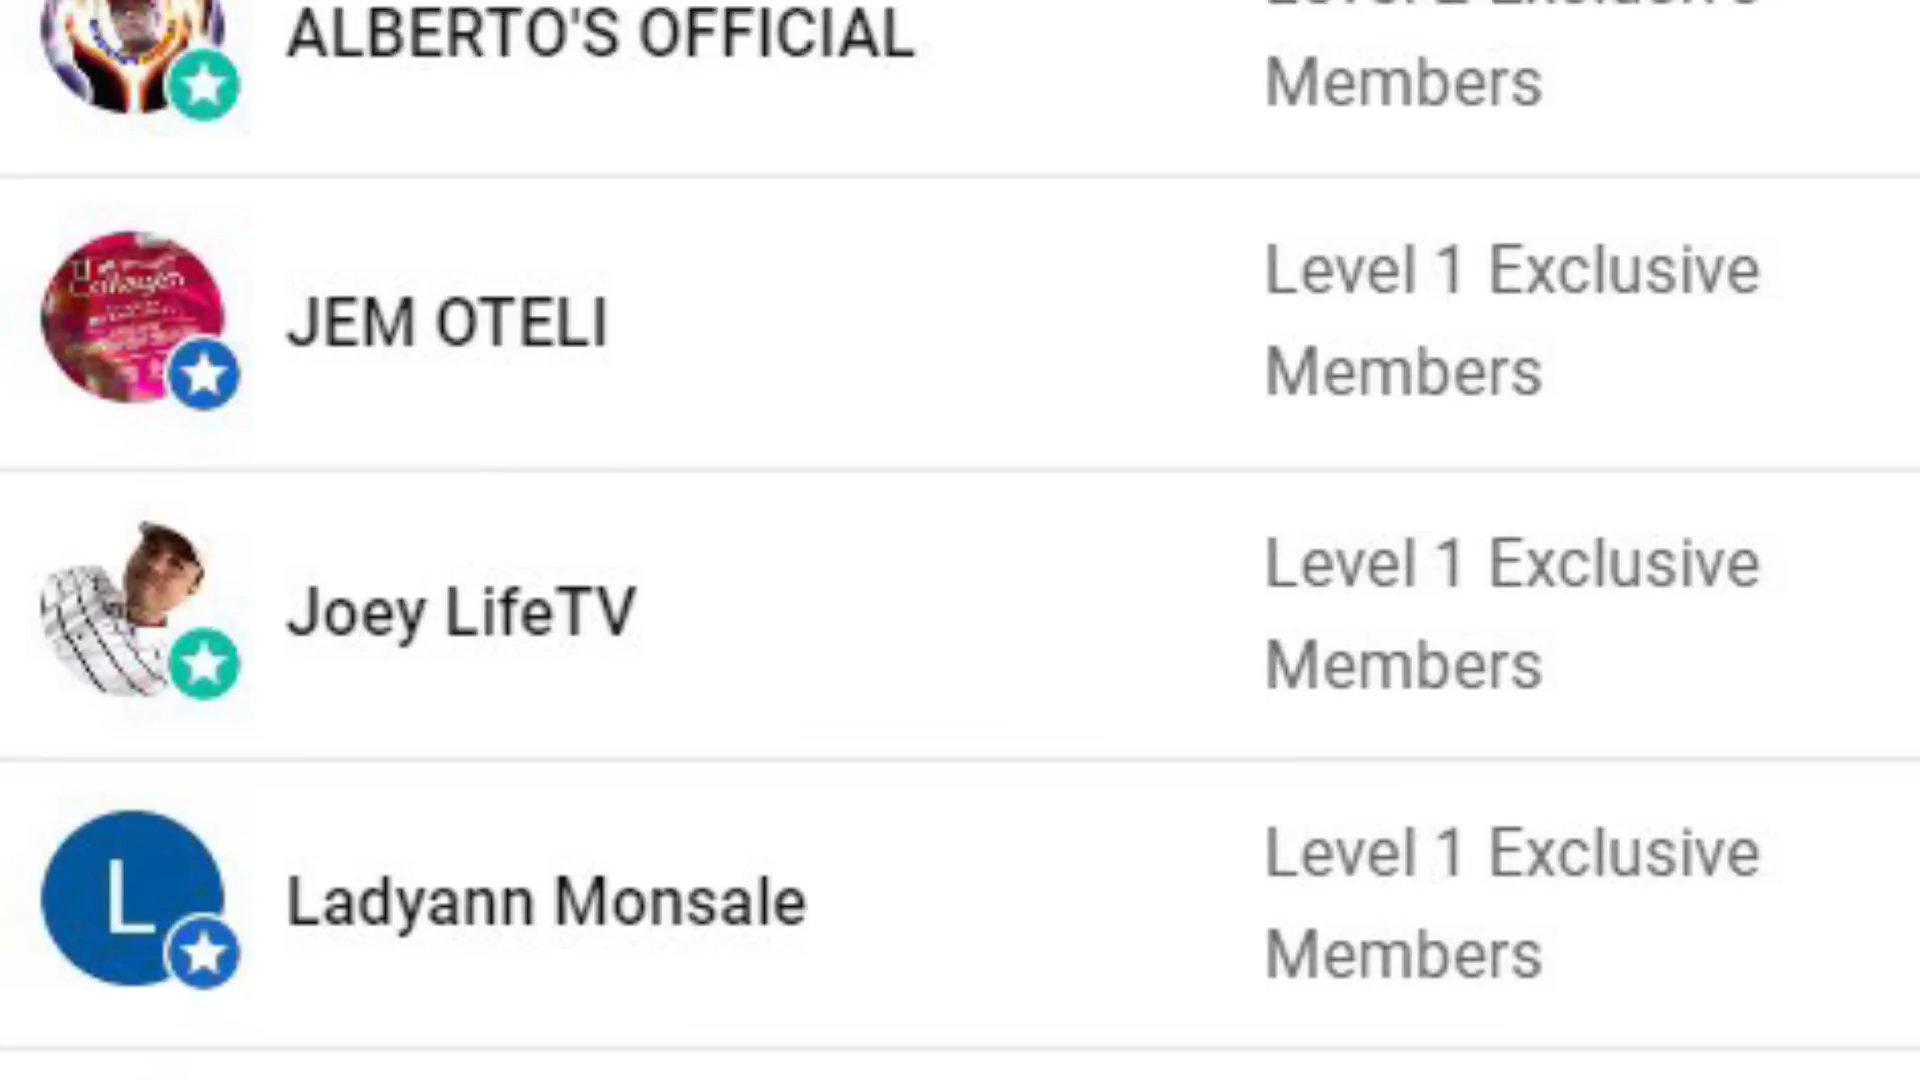 ALBERTO'S OFFICIAL
Members
JEM OTELI
Level 1 Exclusive
Members
Joey LifeTV
Level 1 Exclusive
Members
L
Ladyann Monsale
Level 1 Exclusive
Members